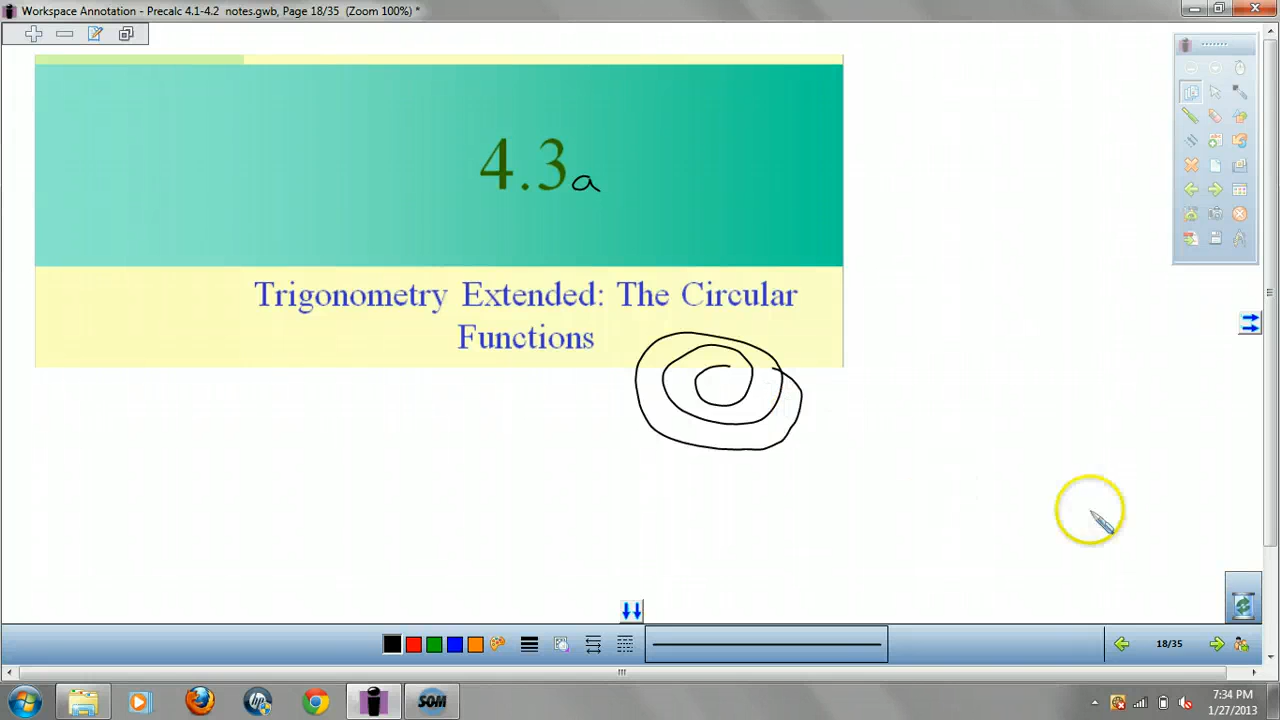 Workspace Annotation - Precalc 4.1-4.2 notes.gwb, Page 18/35 (Zoom 100%) *
4.3a
Trigonometry Extended: The Circular
Functions
18/35
SOM
7:34 PM
1/27/2013